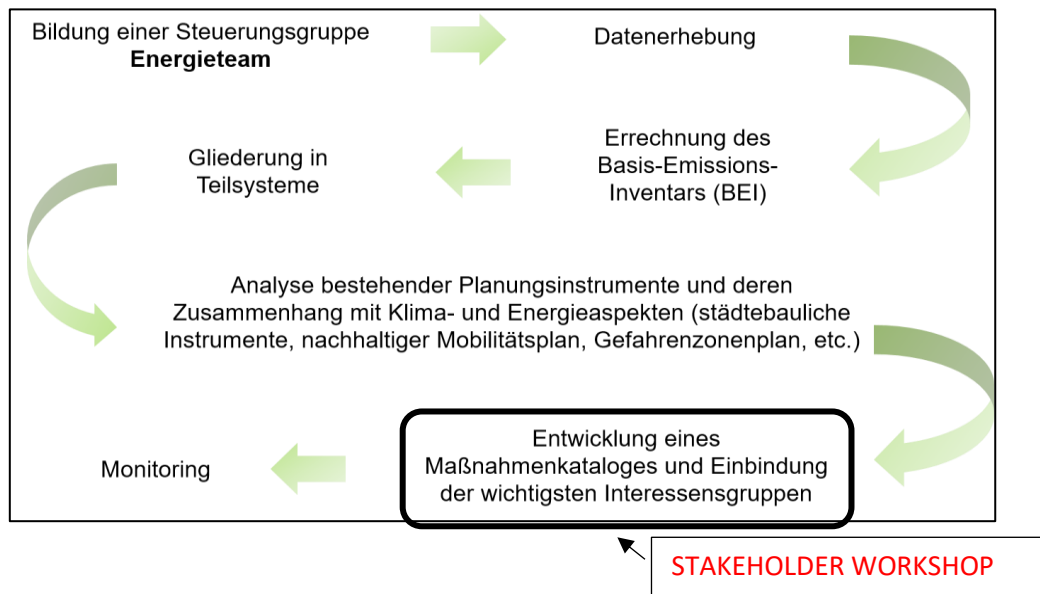 Bildung einer Steuerungsgruppe
Energieteam
Datenerhebung
Errechnung des
Basis-Emissions-
Inventars (BEI)
Gliederung in
Teilsysteme
Analyse bestehender Planungsinstrumente und deren
Zusammenhang mit Klima- und Energieaspekten (städtebauliche
Instrumente, nachhaltiger Mobilitätsplan, Gefahrenzonenplan, etc.)
Entwicklung eines
Maßnahmenkataloges und Einbindung
der wichtigsten Interessensgruppen
Monitoring
STAKEHOLDER WORKSHOP